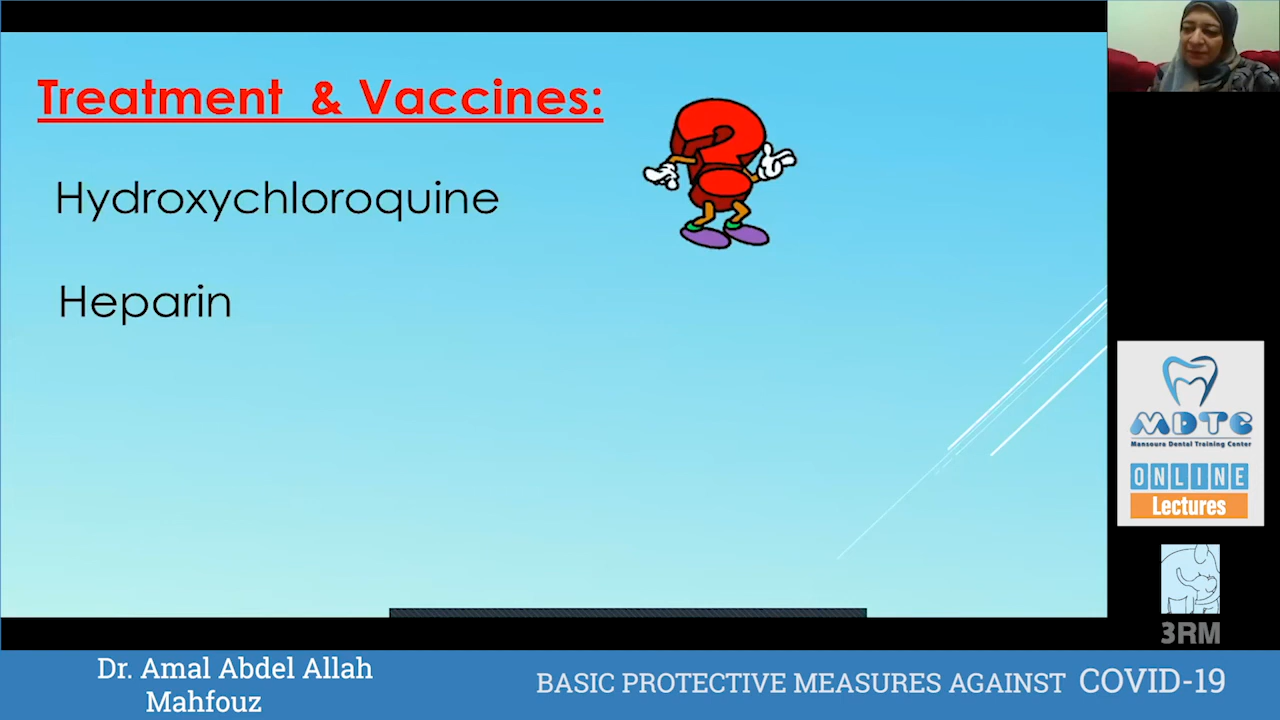 Treatment & Vaccines:
Hydroxychloroquine
Heparin
MDTC
Mansoura Dental Training Center
ONLINE
Lectures
3RM
Dr. Amal Abdel Allah
Mahfouz
BASIC PROTECTIVE MEASURES AGAINST COVID-19